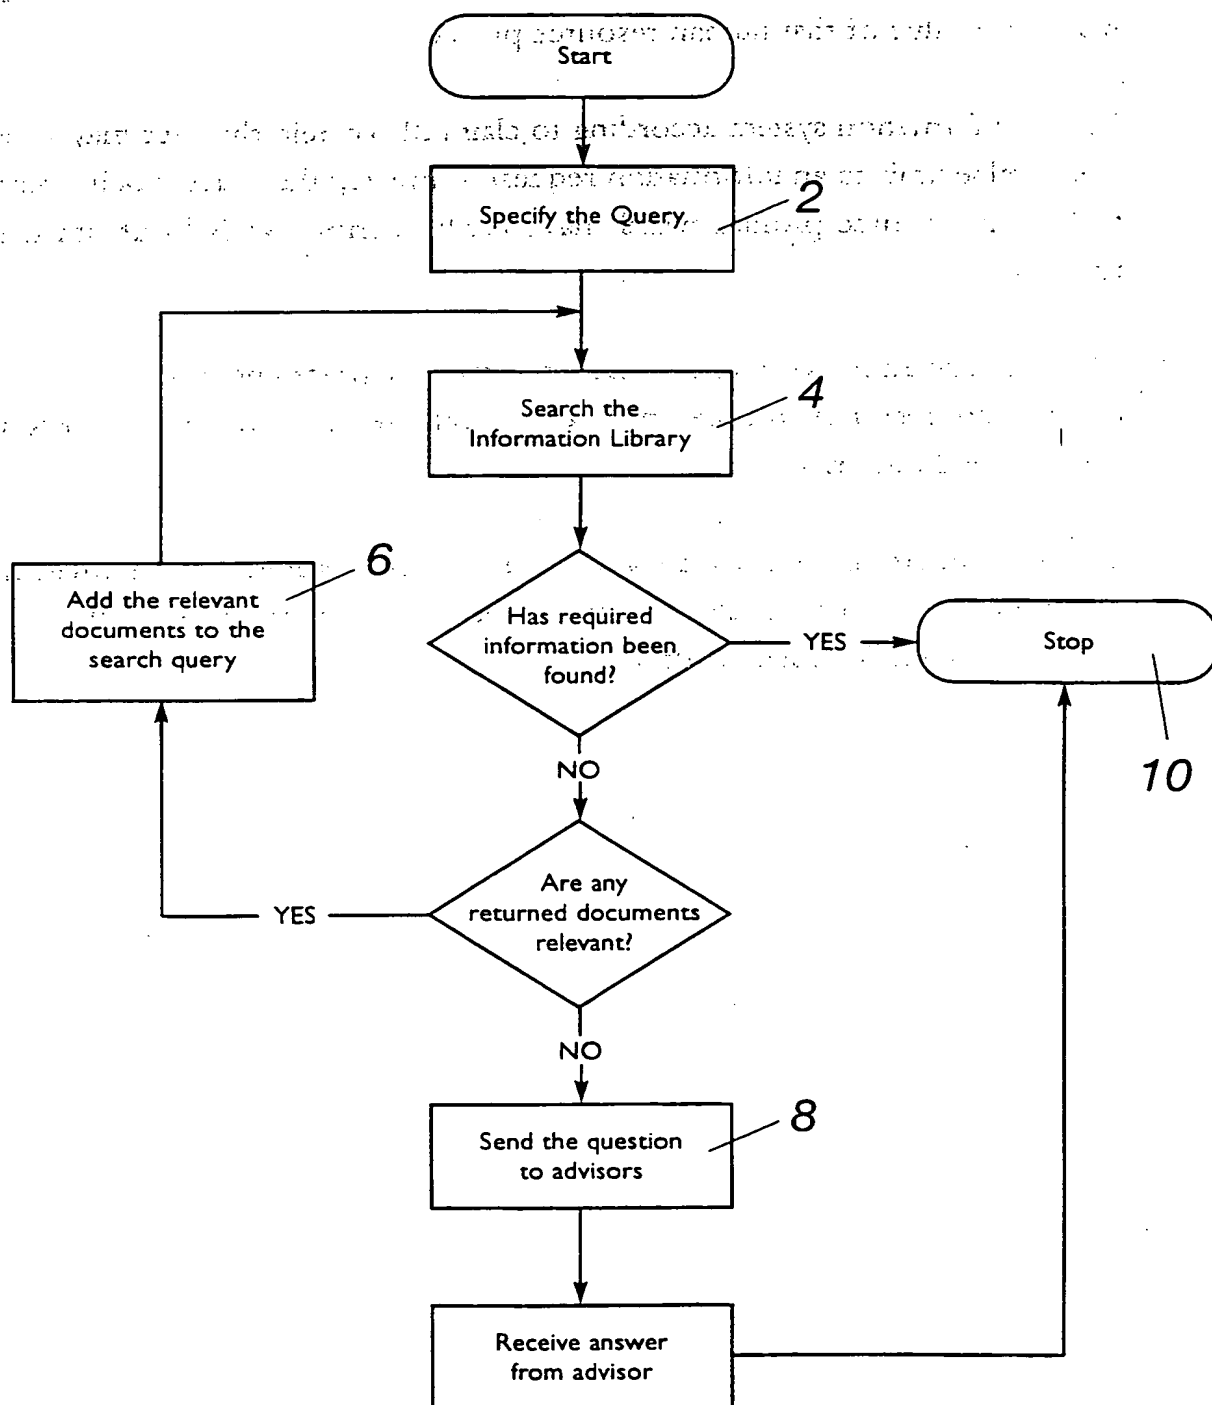 Start
Specify the Query
2
Search the
Information Library
4
Add the relevant
documents to the
search query
6
Has required
information been
found?
YES
Stop
10
NO
Are any
returned documents
relevant?
YES
NO
Send the question
to advisors
8
Receive answer
from advisor